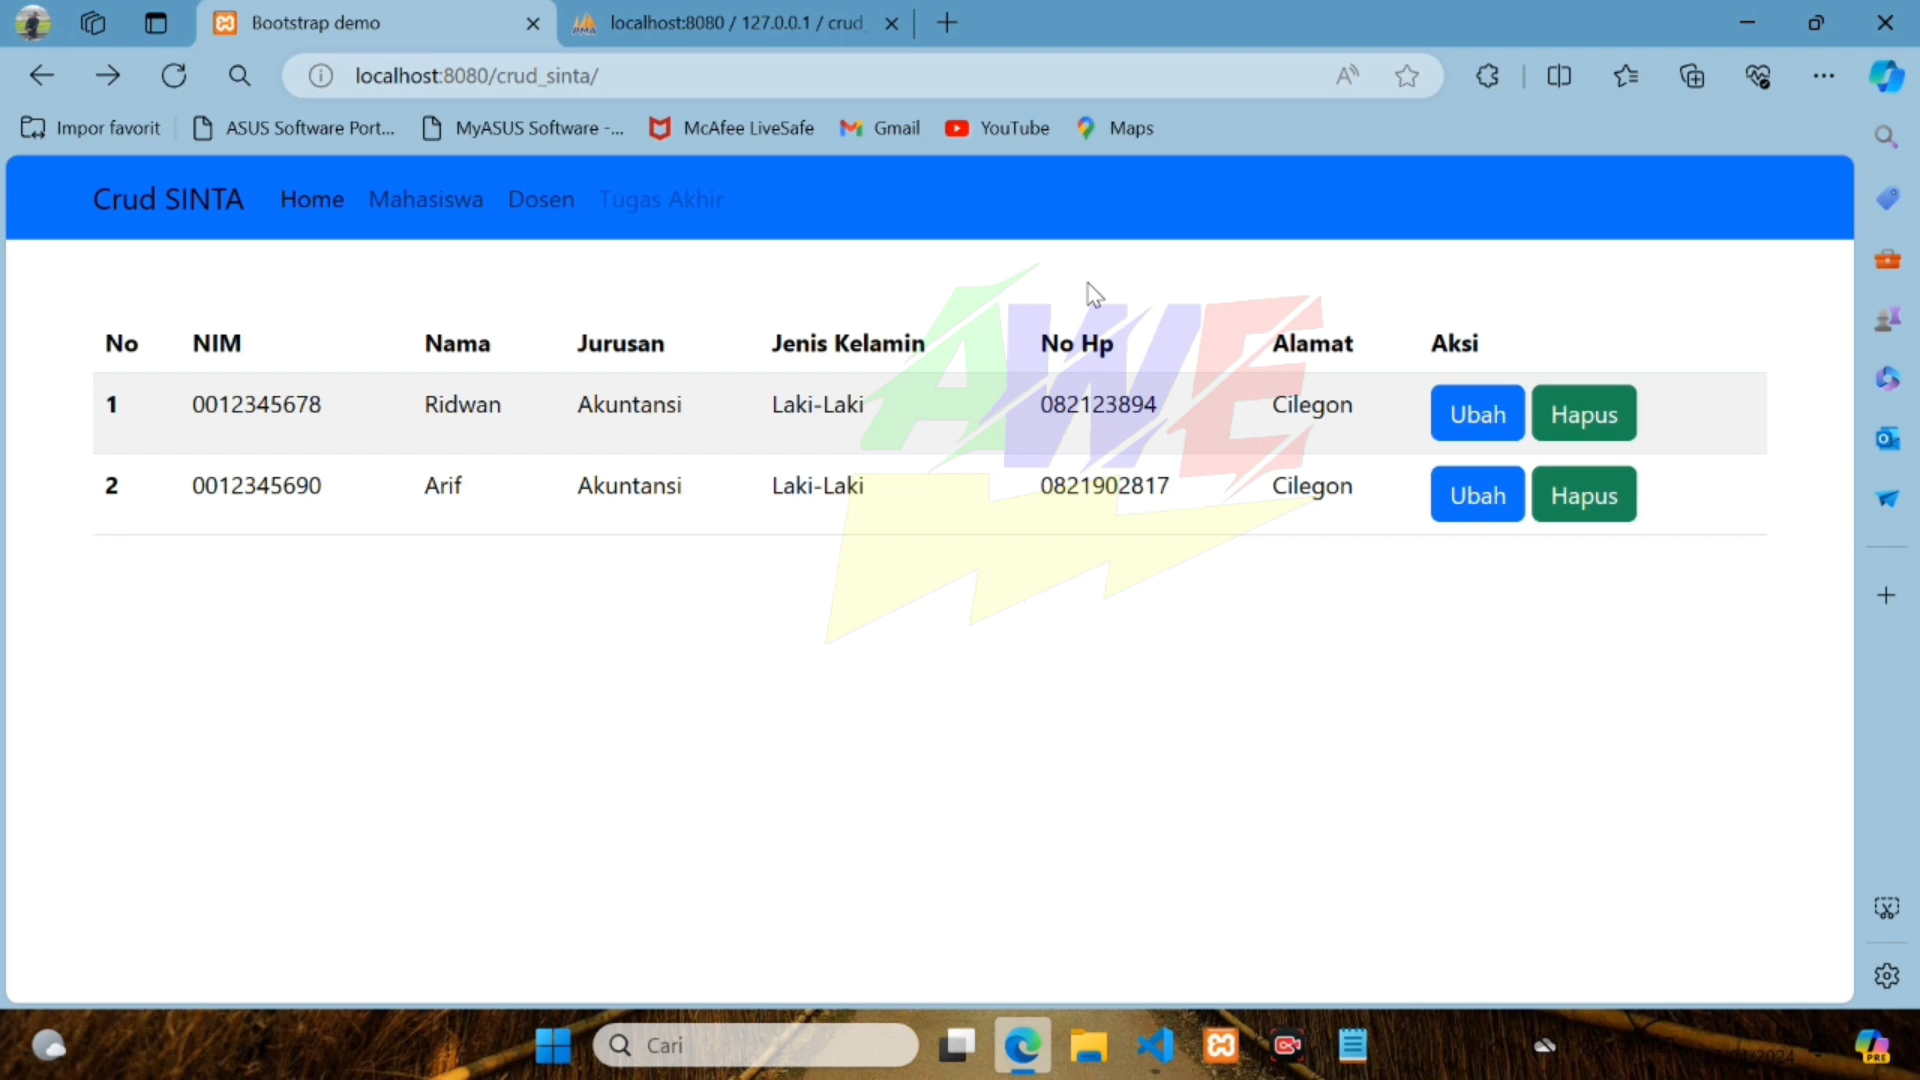 Bootstrap demo
localhost:8080 / 127.0.0.1 / crud_
localhost:8080/crud_sinta/
Impor favorit
ASUS Software Port...
MyASUS Software -...
McAfee LiveSafe
Gmail
YouTube
Maps
Crud SINTA Home Mahasiswa Dosen Tugas Akhir
AWE
No NIM Nama Jurusan Jenis Kelamin No Hp Alamat Aksi
1 0012345678 Ridwan Akuntansi Laki-Laki 082123894 Cilegon Ubah Hapus
2 0012345690 Arif Akuntansi Laki-Laki 0821902817 Cilegon Ubah Hapus
Cari
PRE